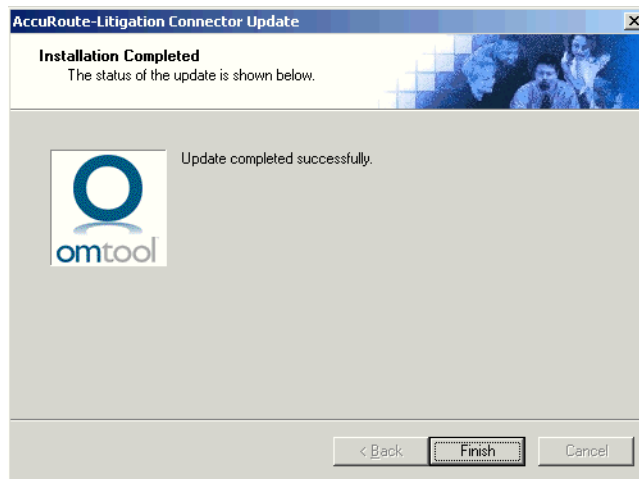 AccuRoute-Litigation Connector Update
Installation Completed
The status of the update is shown below.
Update completed successfully.
omtool
< Back
Finish
Cancel